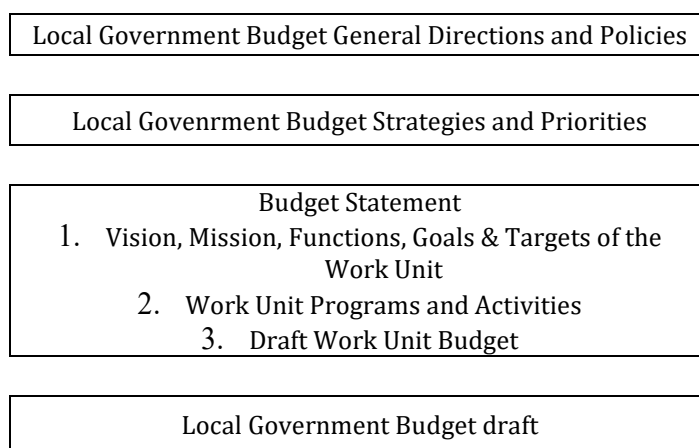 Local Government Budget General Directions and Policies
Local Govenrment Budget Strategies and Priorities
Budget Statement
1. Vision, Mission, Functions, Goals & Targets of the
Work Unit
2. Work Unit Programs and Activities
3. Draft Work Unit Budget
Local Government Budget draft